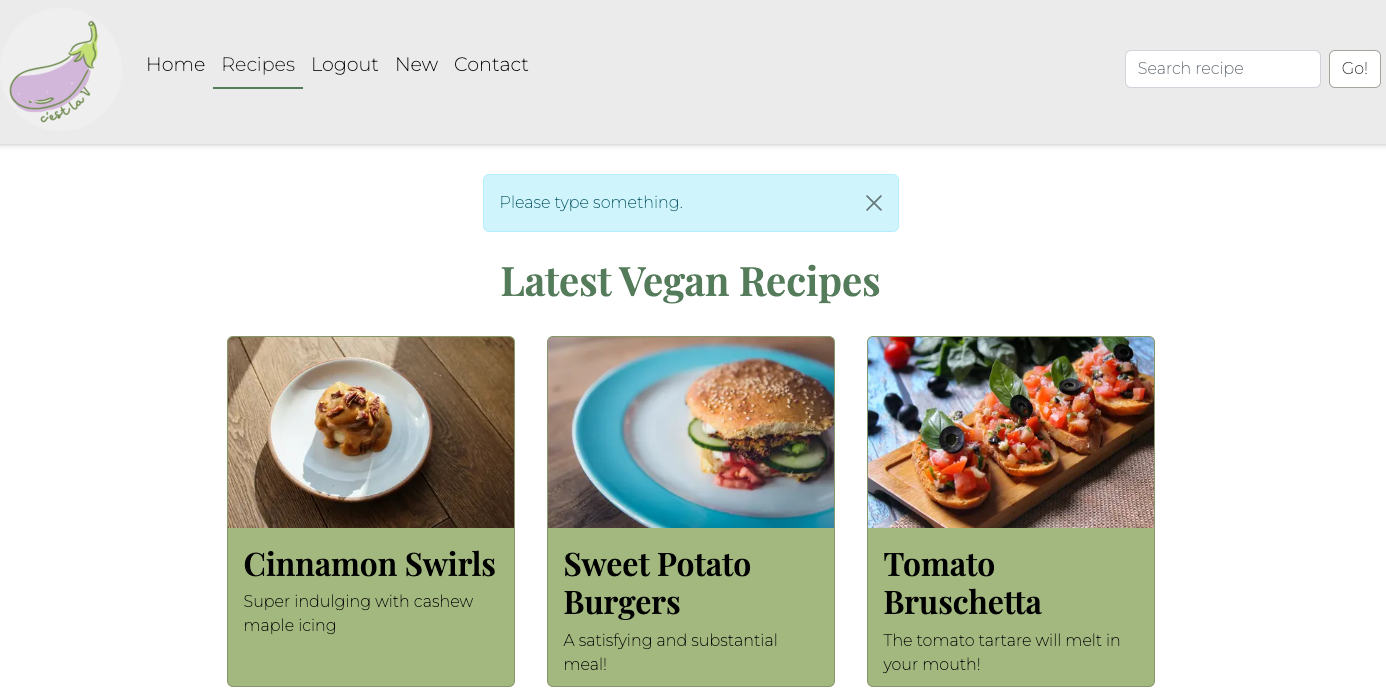 c'est la V
Home Recipes Logout New Contact
Search recipe Go!
Please type something.
Latest Vegan Recipes
Cinnamon Swirls
Super indulging with cashew
maple icing
Sweet Potato
Burgers
A satisfying and substantial
meal!
Tomato
Bruschetta
The tomato tartare will melt in
your mouth!